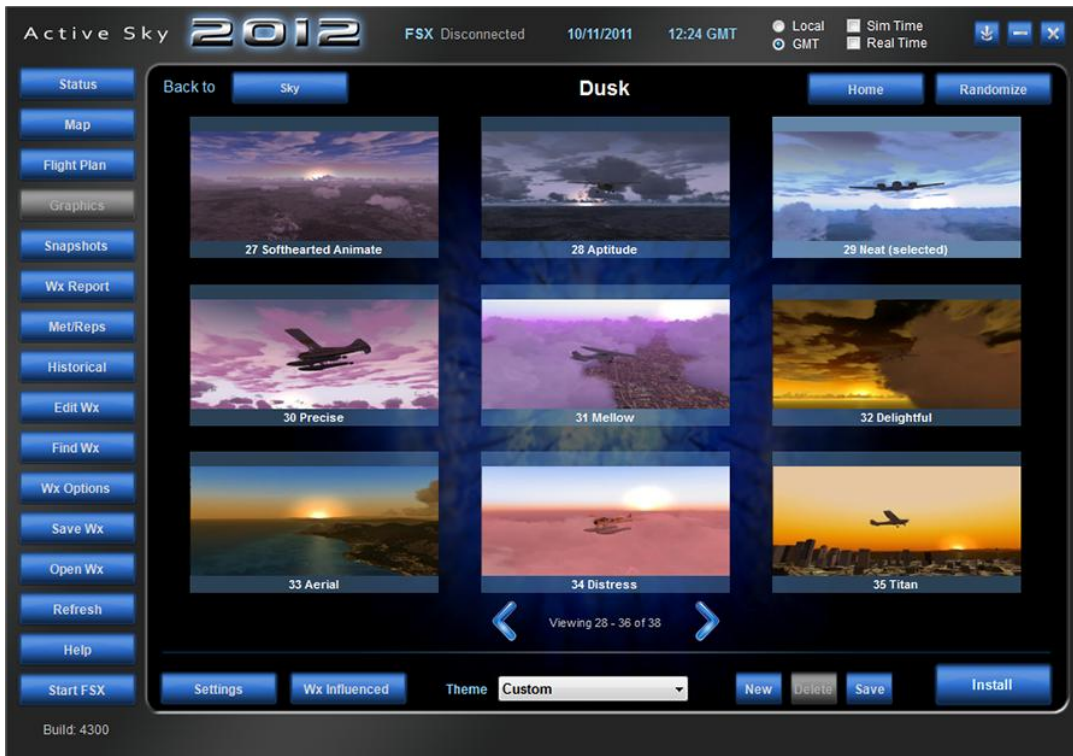 Active Sky 2012
FSX Disconnected
10/11/2011
12:24 GMT
Local
GMT
Sim Time
Real Time
Status
Map
Flight Plan
Graphics
Snapshots
Wx Report
Met/Reps
Historical
Edit Wx
Find Wx
Wx Options
Save Wx
Open Wx
Refresh
Help
Start FSX
Build: 4300
Back to
Sky
Dusk
Home
Randomize
27 Softhearted Animate
28 Aptitude
29 Neat (selected)
30 Precise
31 Mellow
32 Delightful
33 Aerial
34 Distress
35 Titan
Viewing 28 - 36 of 38
Settings
Wx Influenced
Theme
Custom
New
Delete
Save
Install